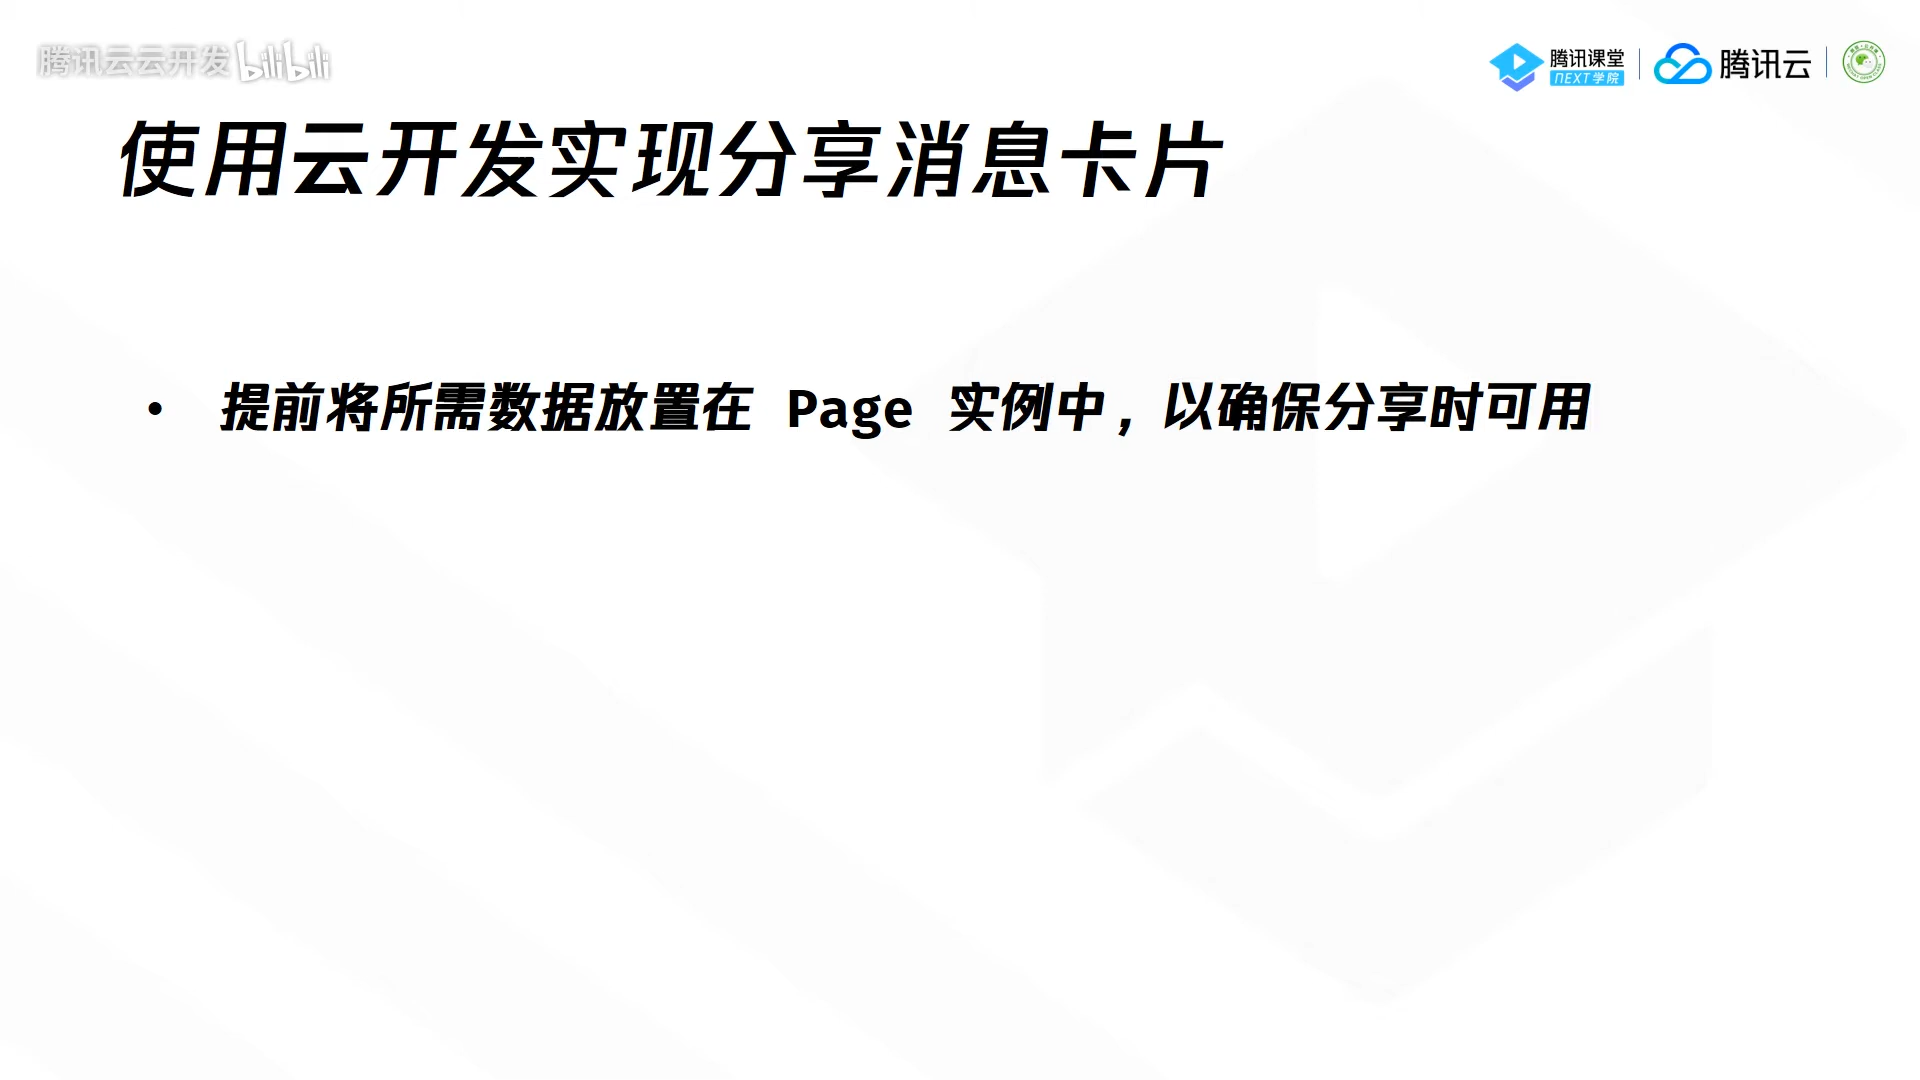 腾讯云云开发 bilibili
腾讯课堂
NEXT学院
腾讯云
使用云开发实现分享消息卡片
• 提前将所需数据放置在 Page 实例中，以确保分享时可用